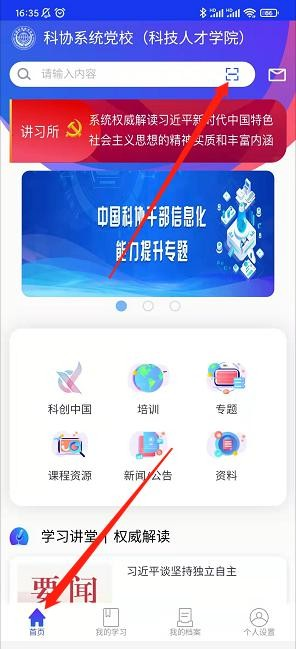 16:35
科协系统党校（科技人才学院）
请输入内容
讲习所
系统权威解读习近平新时代中国特色
社会主义思想的精神实质和丰富内涵
中国科协干部信息化
能力提升专题
科创中国
培训
专题
课程资源
新闻/公告
资料
学习讲堂 | 权威解读
要闻
习近平谈坚持独立自主
首页
我的学习
我的档案
个人设置